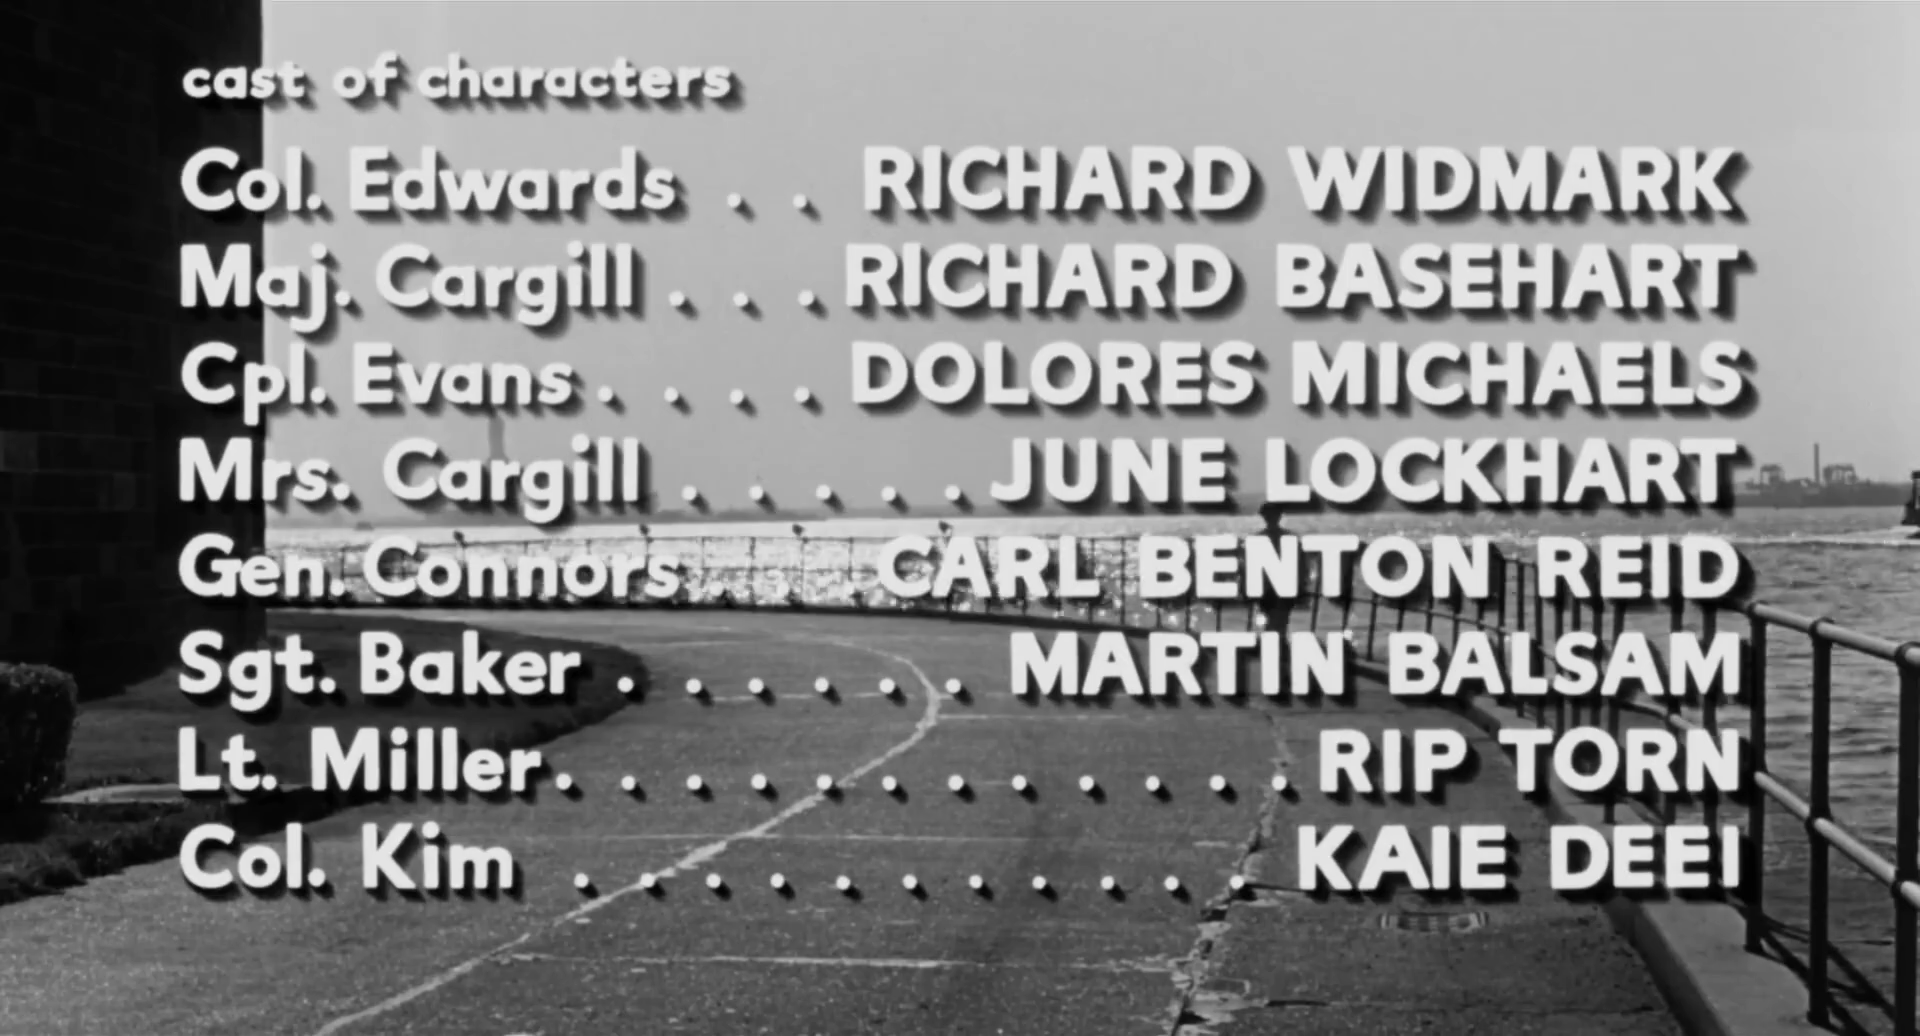 cast of characters
Col. Edwards . . RICHARD WIDMARK
Maj. Cargill . . . RICHARD BASEHART
Cpl. Evans . . . . DOLORES MICHAELS
Mrs. Cargill . . . . . JUNE LOCKHART
Gen. Connors . . . CARL BENTON REID
Sgt. Baker . . . . . . MARTIN BALSAM
Lt. Miller . . . . . . . . . . . . RIP TORN
Col. Kim . . . . . . . . . . . KAIE DEEI